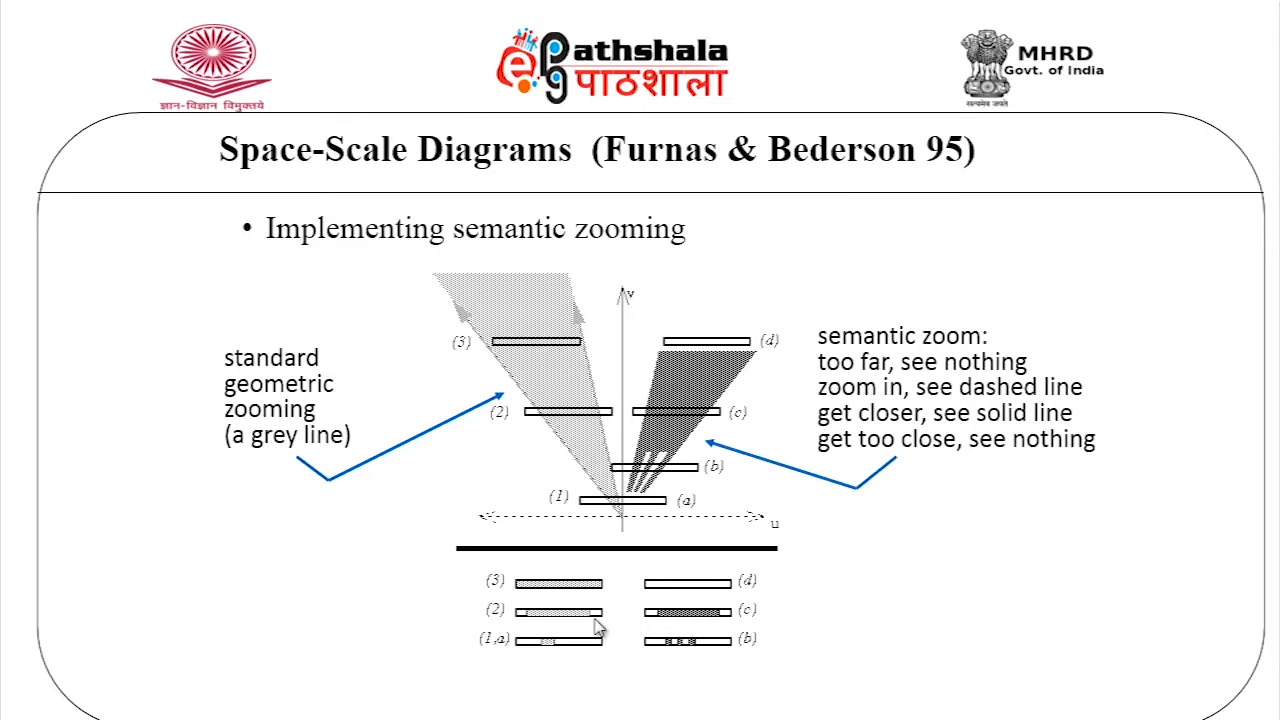 ज्ञान-विज्ञान विमुक्तये
e pg Pathshala
पाठशाला
MHRD
Govt. of India
सत्यमेव जयते
Space-Scale Diagrams (Furnas & Bederson 95)
• Implementing semantic zooming
standard
geometric
zooming
(a grey line)
semantic zoom:
too far, see nothing
zoom in, see dashed line
get closer, see solid line
get too close, see nothing
v
(3) (d)
(2) (c)
(b)
(1) (a)
u
(3) (d)
(2) (c)
(1,a) (b)